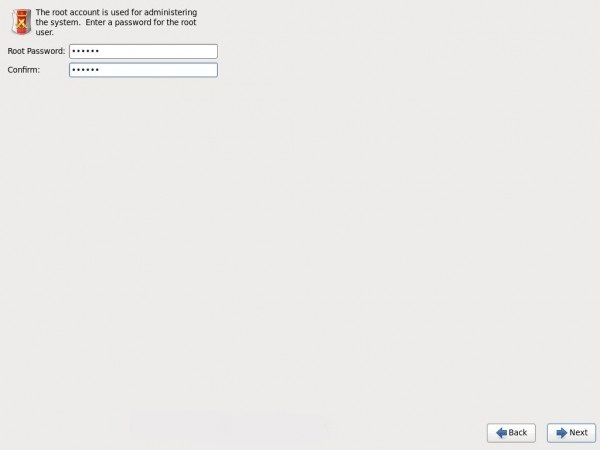 The root account is used for administering
the system.  Enter a password for the root
user.
Root Password: ••••••
Confirm: ••••••
Back Next